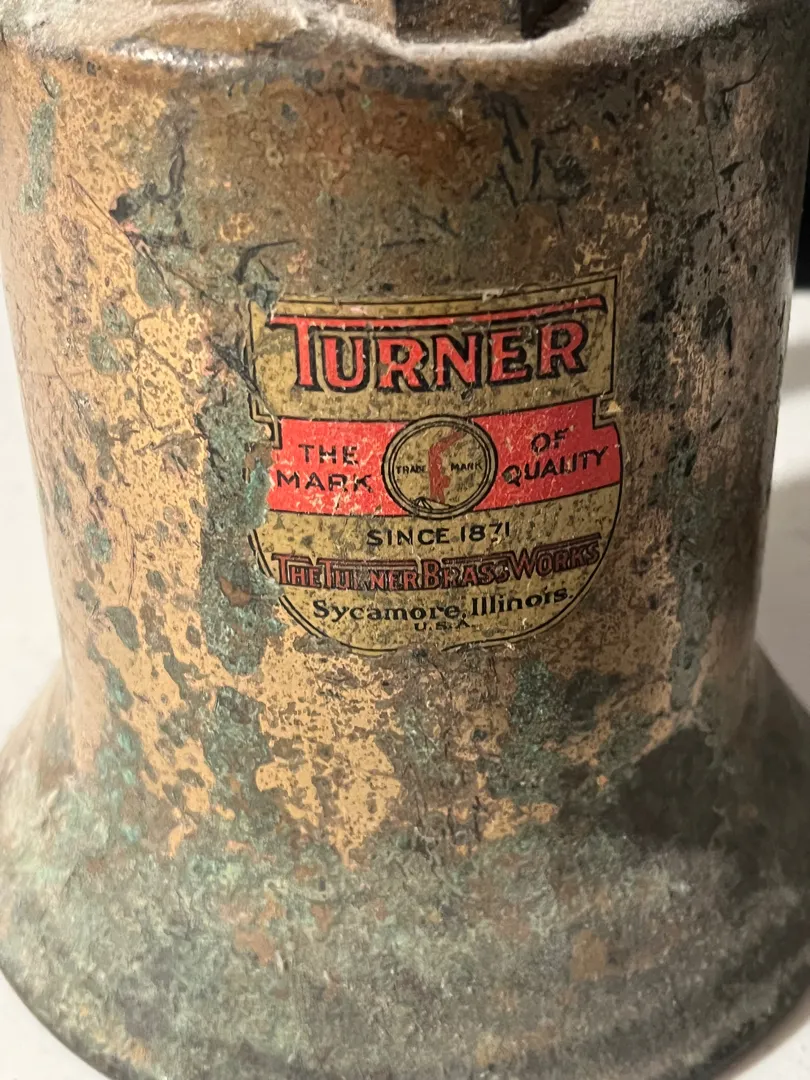 TURNER
THE MARK
TRADE MARK
OF QUALITY
SINCE 1871
THE TURNER BRASS WORKS
Sycamore, Illinois.
U.S.A.